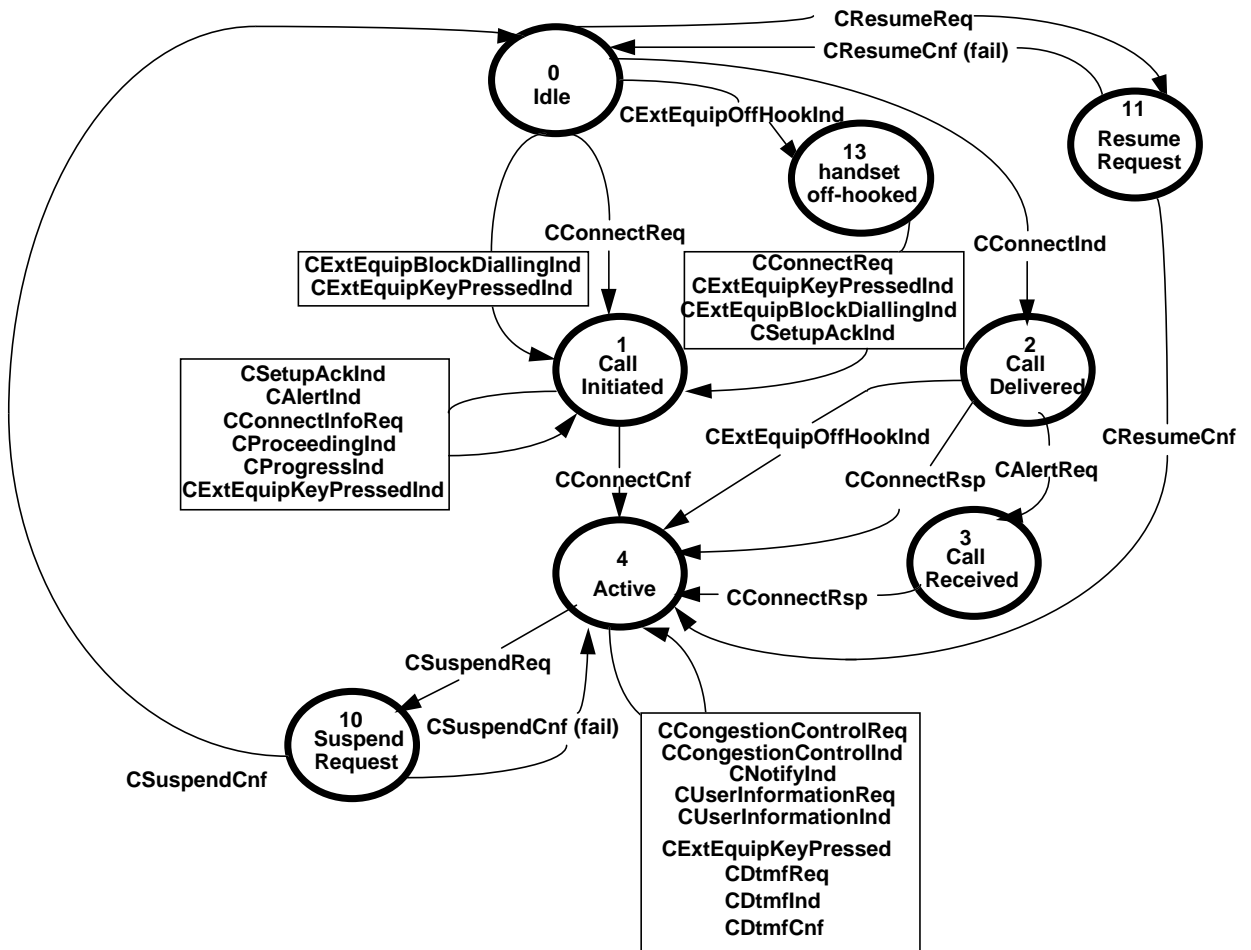 CResumeReq
CResumeCnf (fail)
0
Idle
CExtEquipOffHookInd
11
Resume
Request
13
handset
off-hooked
CConnectReq
CConnectInd
CExtEquipBlockDiallingInd
CExtEquipKeyPressedInd
CConnectReq
CExtEquipKeyPressedInd
CExtEquipBlockDiallingInd
CSetupAckInd
1
Call
Initiated
2
Call
Delivered
CSetupAckInd
CAlertInd
CConnectInfoReq
CProceedingInd
CProgressInd
CExtEquipKeyPressedInd
CExtEquipOffHookInd
CResumeCnf
CConnectCnf
CConnectRsp
CAlertReq
3
Call
Received
4
Active
CConnectRsp
CSuspendReq
10
Suspend
Request
CSuspendCnf (fail)
CSuspendCnf
CCongestionControlReq
CCongestionControlInd
CNotifyInd
CUserInformationReq
CUserInformationInd
CExtEquipKeyPressed
CDtmfReq
CDtmfInd
CDtmfCnf